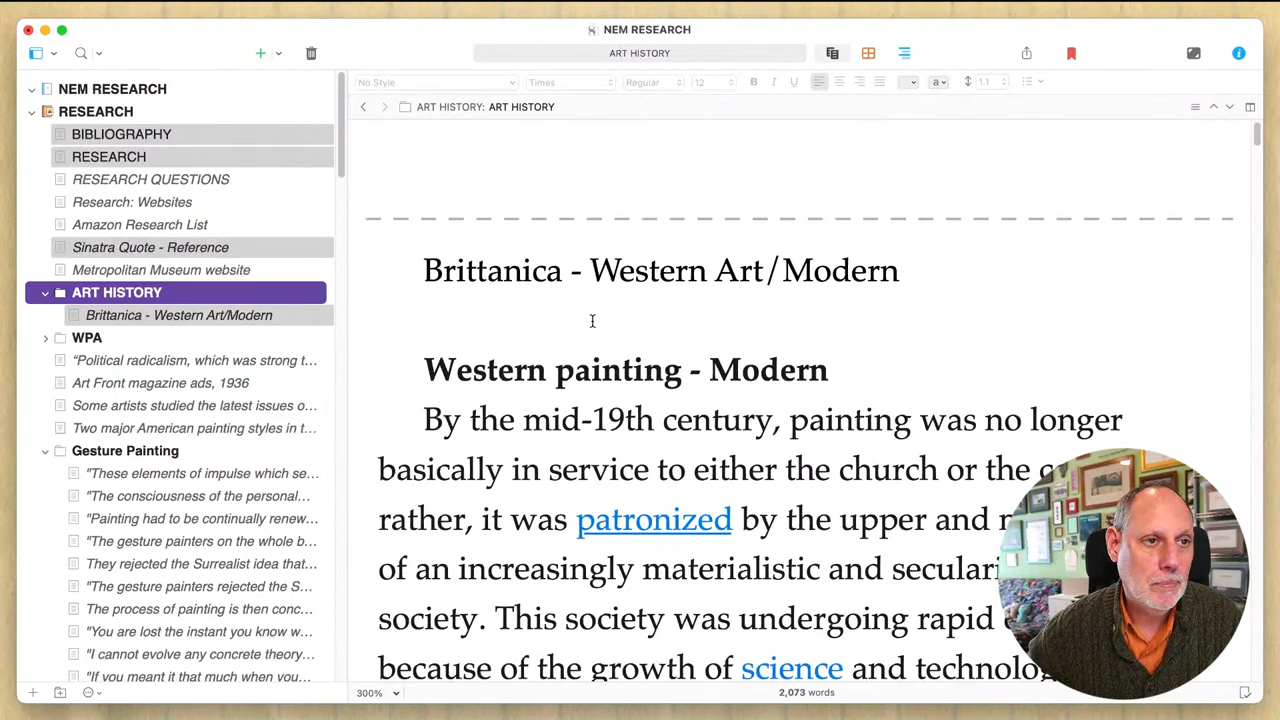 NEM RESEARCH
ART HISTORY
No Style
Times
Regular
12
B
I
U
a
1.1
ART HISTORY: ART HISTORY
NEM RESEARCH
RESEARCH
BIBLIOGRAPHY
RESEARCH
RESEARCH QUESTIONS
Research: Websites
Amazon Research List
Sinatra Quote - Reference
Metropolitan Museum website
ART HISTORY
Brittanica - Western Art/Modern
WPA
“Political radicalism, which was strong t…
Art Front magazine ads, 1936
Some artists studied the latest issues o…
Two major American painting styles in t…
Gesture Painting
"These elements of impulse which se…
"The consciousness of the personal…
"Painting had to be continually renew…
"The gesture painters on the whole b…
They rejected the Surrealist idea that…
"The gesture painters rejected the S…
"The process of painting is then conc…
"You are lost the instant you know w…
"I cannot evolve any concrete theory…
"If you meant it that much when you…
Brittanica - Western Art/Modern
Western painting - Modern
By the mid-19th century, painting was no longer
basically in service to either the church or the
rather, it was patronized by the upper and
of an increasingly materialistic and
society. This society was undergoing rapid
because of the growth of science and
300%
2,073 words